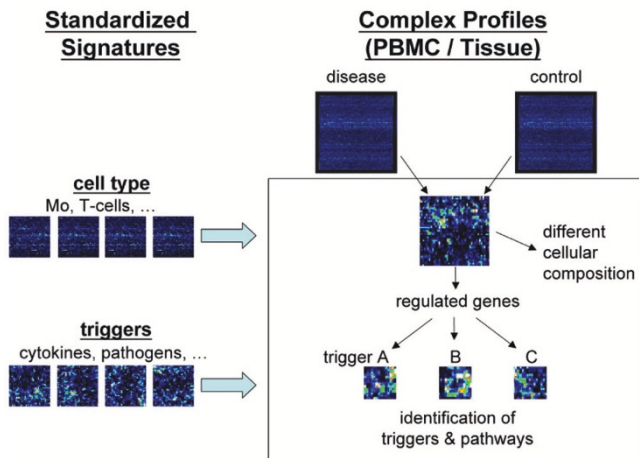 Standardized
Signatures
Complex Profiles
(PBMC / Tissue)
disease
control
cell type
Mo, T-cells, ...
different
cellular
composition
regulated genes
triggers
cytokines, pathogens, ...
trigger A
B
C
identification of
triggers & pathways